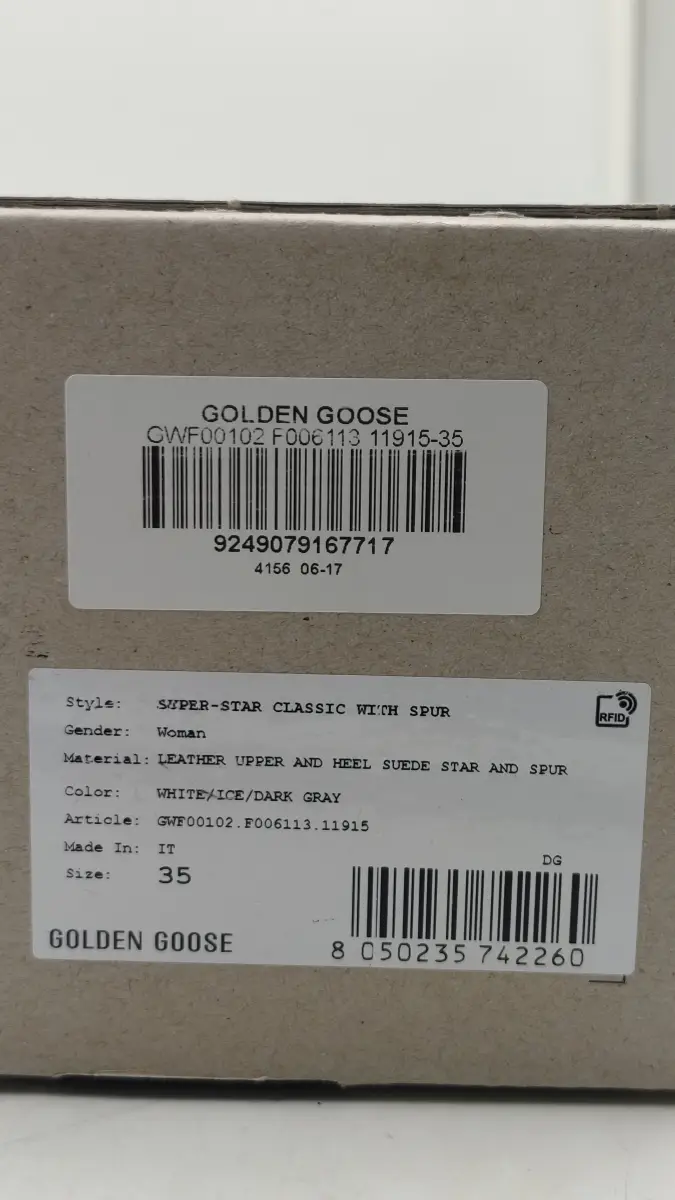 GOLDEN GOOSE
GWF00102 F006113 11915-35
9249079167717
4156 06-17
Style: SUPER-STAR CLASSIC WITH SPUR
RFID
Gender: Woman
Material: LEATHER UPPER AND HEEL SUEDE STAR AND SPUR
Color: WHITE/ICE/DARK GRAY
Article: GWF00102.F006113.11915
Made In: IT
DG
Size: 35
GOLDEN GOOSE
8 050235 742260